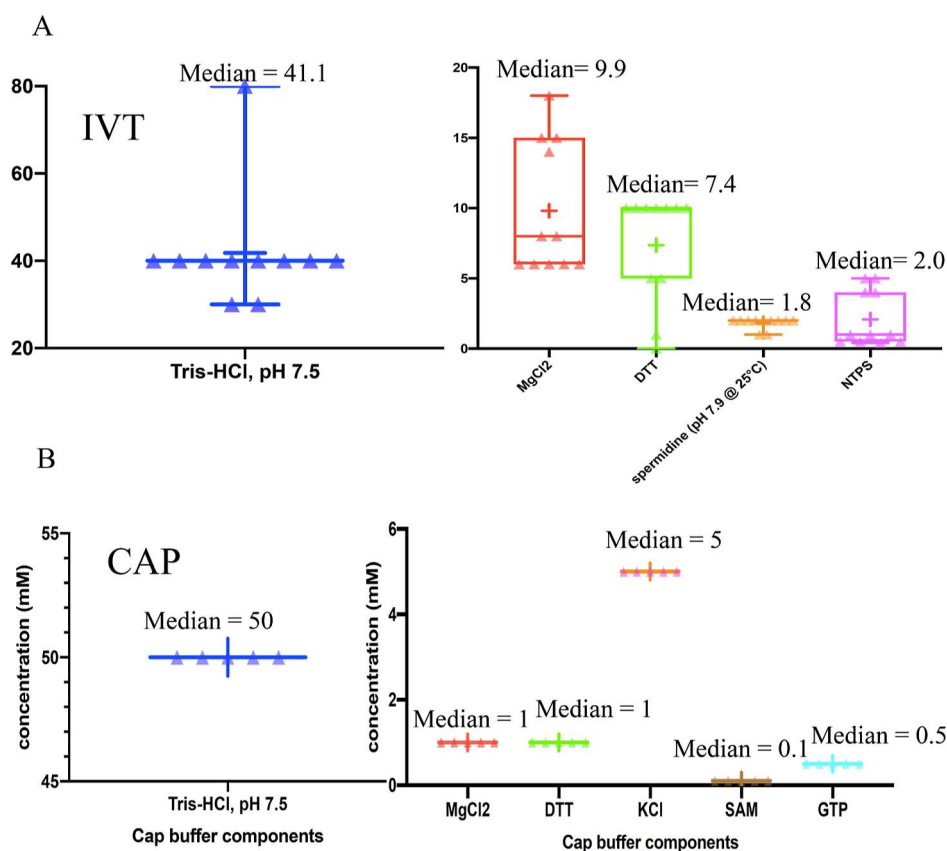 A
Median = 41.1
IVT
80
60
40
20
Tris-HCl, pH 7.5
Median= 9.9
Median= 7.4
Median= 1.8
Median= 2.0
20
15
10
5
0
MgCl2
DTT
spermidine (pH 7.9 @ 25°C)
NTPS
B
CAP
Median = 50
concentration (mM)
55
50
45
Tris-HCl, pH 7.5
Cap buffer components
Median = 5
Median = 1
Median = 1
Median = 0.1
Median = 0.5
concentration (mM)
6
4
2
0
MgCl2
DTT
KCl
SAM
GTP
Cap buffer components